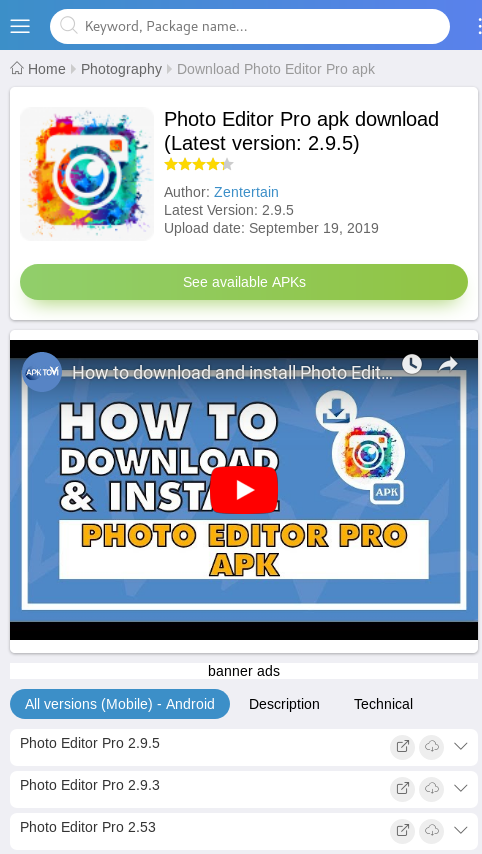 Keyword, Package name...
Home Photography Download Photo Editor Pro apk
Photo Editor Pro apk download
(Latest version: 2.9.5)
Author: Zentertain
Latest Version: 2.9.5
Upload date: September 19, 2019
See available APKs
How to download and install Photo Edit...
HOW TO
DOWNLOAD
& INSTALL
APK
PHOTO EDITOR PRO
APK
banner ads
All versions (Mobile) - Android Description Technical
Photo Editor Pro 2.9.5
Photo Editor Pro 2.9.3
Photo Editor Pro 2.53